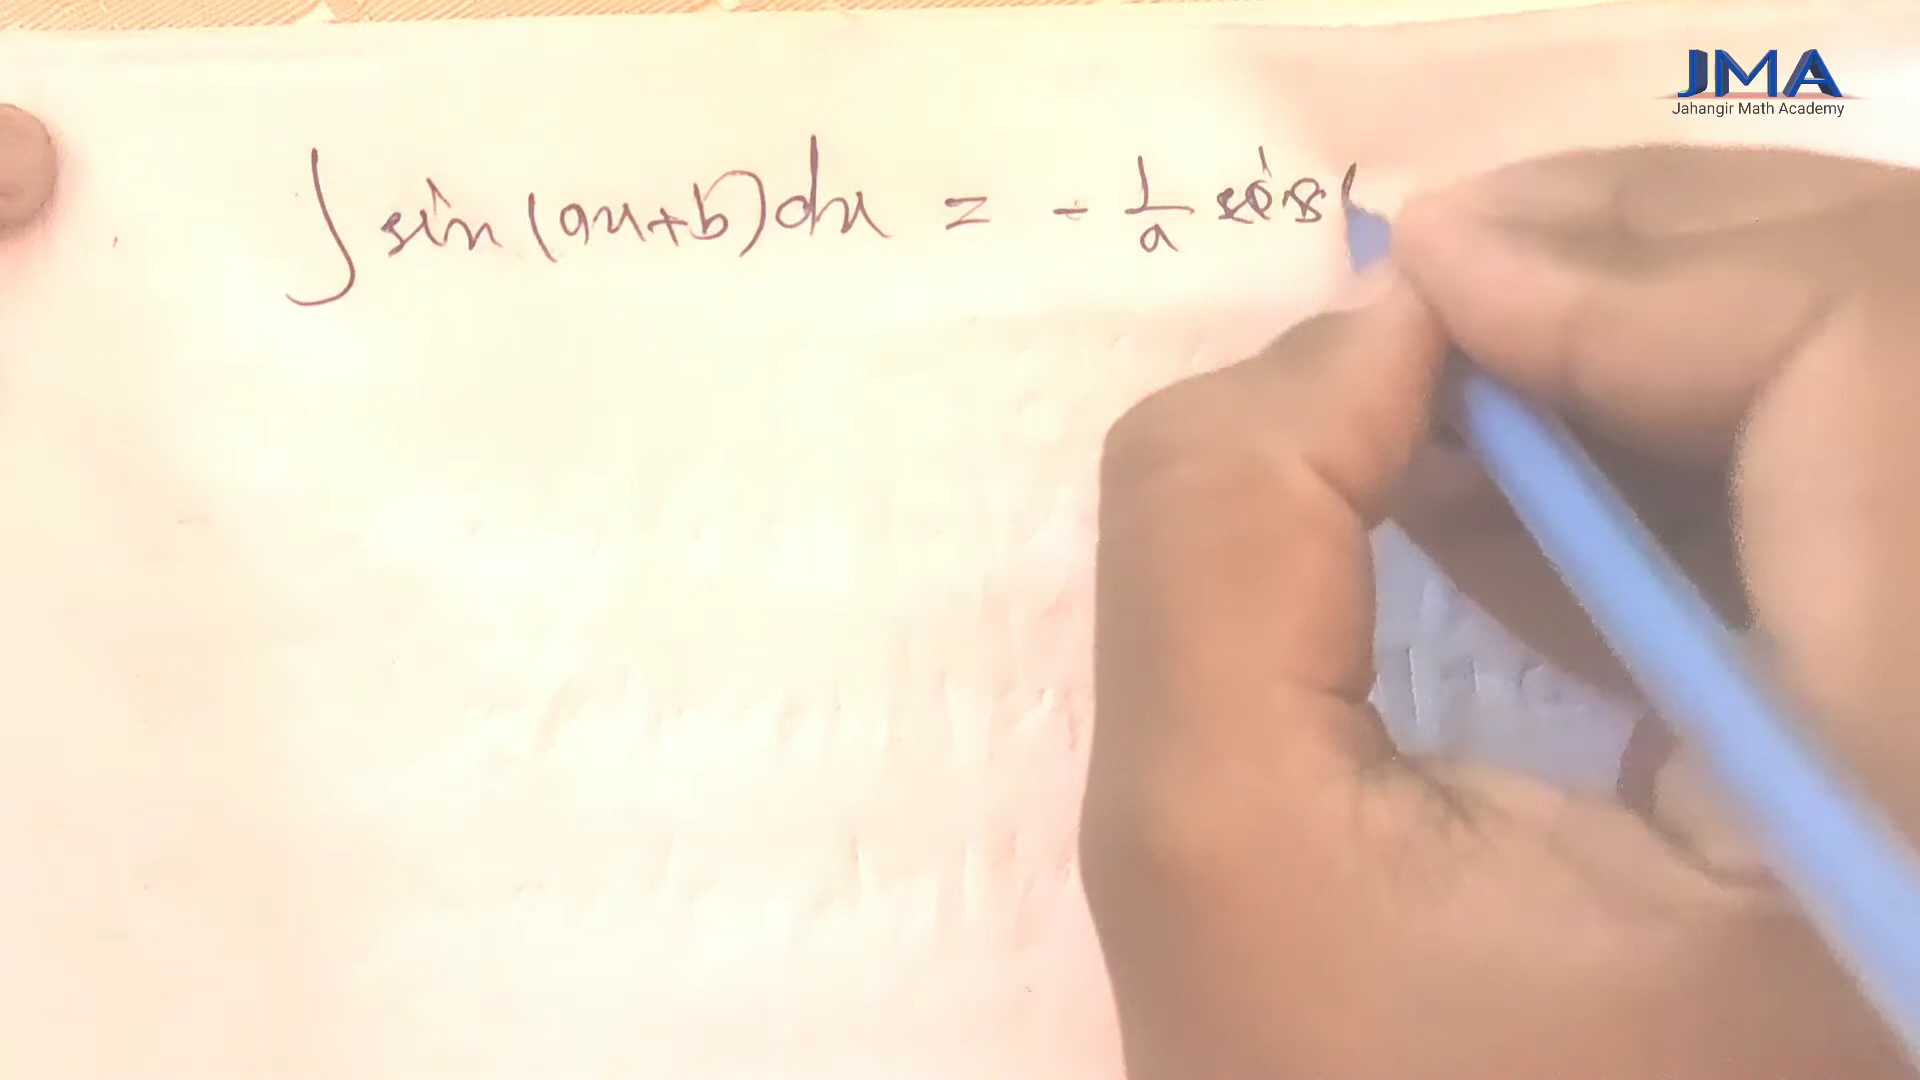 JMA
Jahangir Math Academy
∫ sin (ax+b) dx = - 1/a cos (